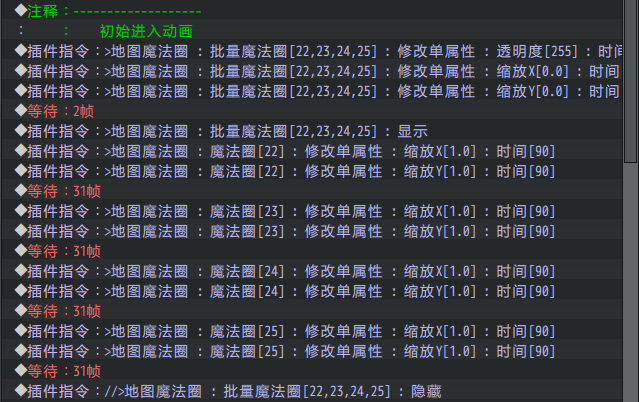 ◆注释：------------------
：　　：　　初始进入动画
◆插件指令：>地图魔法圈 : 批量魔法圈[22,23,24,25] : 修改单属性 : 透明度[255] : 时间
◆插件指令：>地图魔法圈 : 批量魔法圈[22,23,24,25] : 修改单属性 : 缩放X[0.0] : 时间
◆插件指令：>地图魔法圈 : 批量魔法圈[22,23,24,25] : 修改单属性 : 缩放Y[0.0] : 时间
◆等待：2帧
◆插件指令：>地图魔法圈 : 批量魔法圈[22,23,24,25] : 显示
◆插件指令：>地图魔法圈 : 魔法圈[22] : 修改单属性 : 缩放X[1.0] : 时间[90]
◆插件指令：>地图魔法圈 : 魔法圈[22] : 修改单属性 : 缩放Y[1.0] : 时间[90]
◆等待：31帧
◆插件指令：>地图魔法圈 : 魔法圈[23] : 修改单属性 : 缩放X[1.0] : 时间[90]
◆插件指令：>地图魔法圈 : 魔法圈[23] : 修改单属性 : 缩放Y[1.0] : 时间[90]
◆等待：31帧
◆插件指令：>地图魔法圈 : 魔法圈[24] : 修改单属性 : 缩放X[1.0] : 时间[90]
◆插件指令：>地图魔法圈 : 魔法圈[24] : 修改单属性 : 缩放Y[1.0] : 时间[90]
◆等待：31帧
◆插件指令：>地图魔法圈 : 魔法圈[25] : 修改单属性 : 缩放X[1.0] : 时间[90]
◆插件指令：>地图魔法圈 : 魔法圈[25] : 修改单属性 : 缩放Y[1.0] : 时间[90]
◆等待：31帧
◆插件指令：//>地图魔法圈 : 批量魔法圈[22,23,24,25] : 隐藏